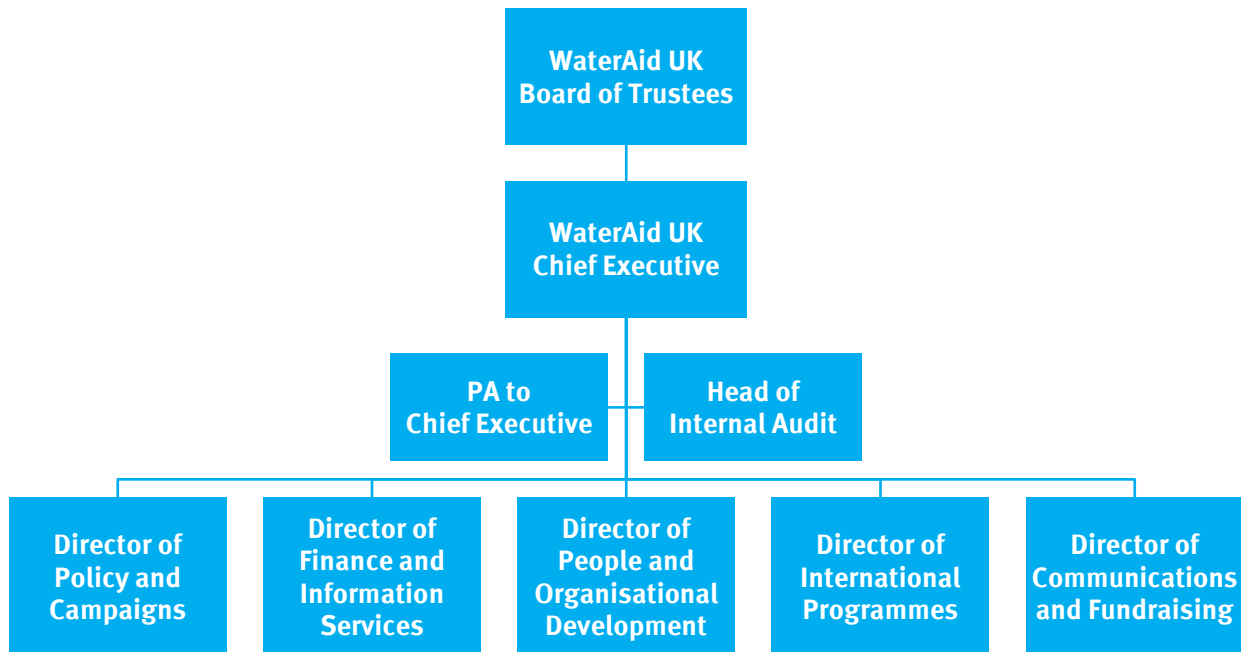 WaterAid UK
Board of Trustees
WaterAid UK
Chief Executive
PA to
Chief Executive
Head of
Internal Audit
Director of
Policy and
Campaigns
Director of
Finance and
Information
Services
Director of
People and
Organisational
Development
Director of
International
Programmes
Director of
Communications
and Fundraising